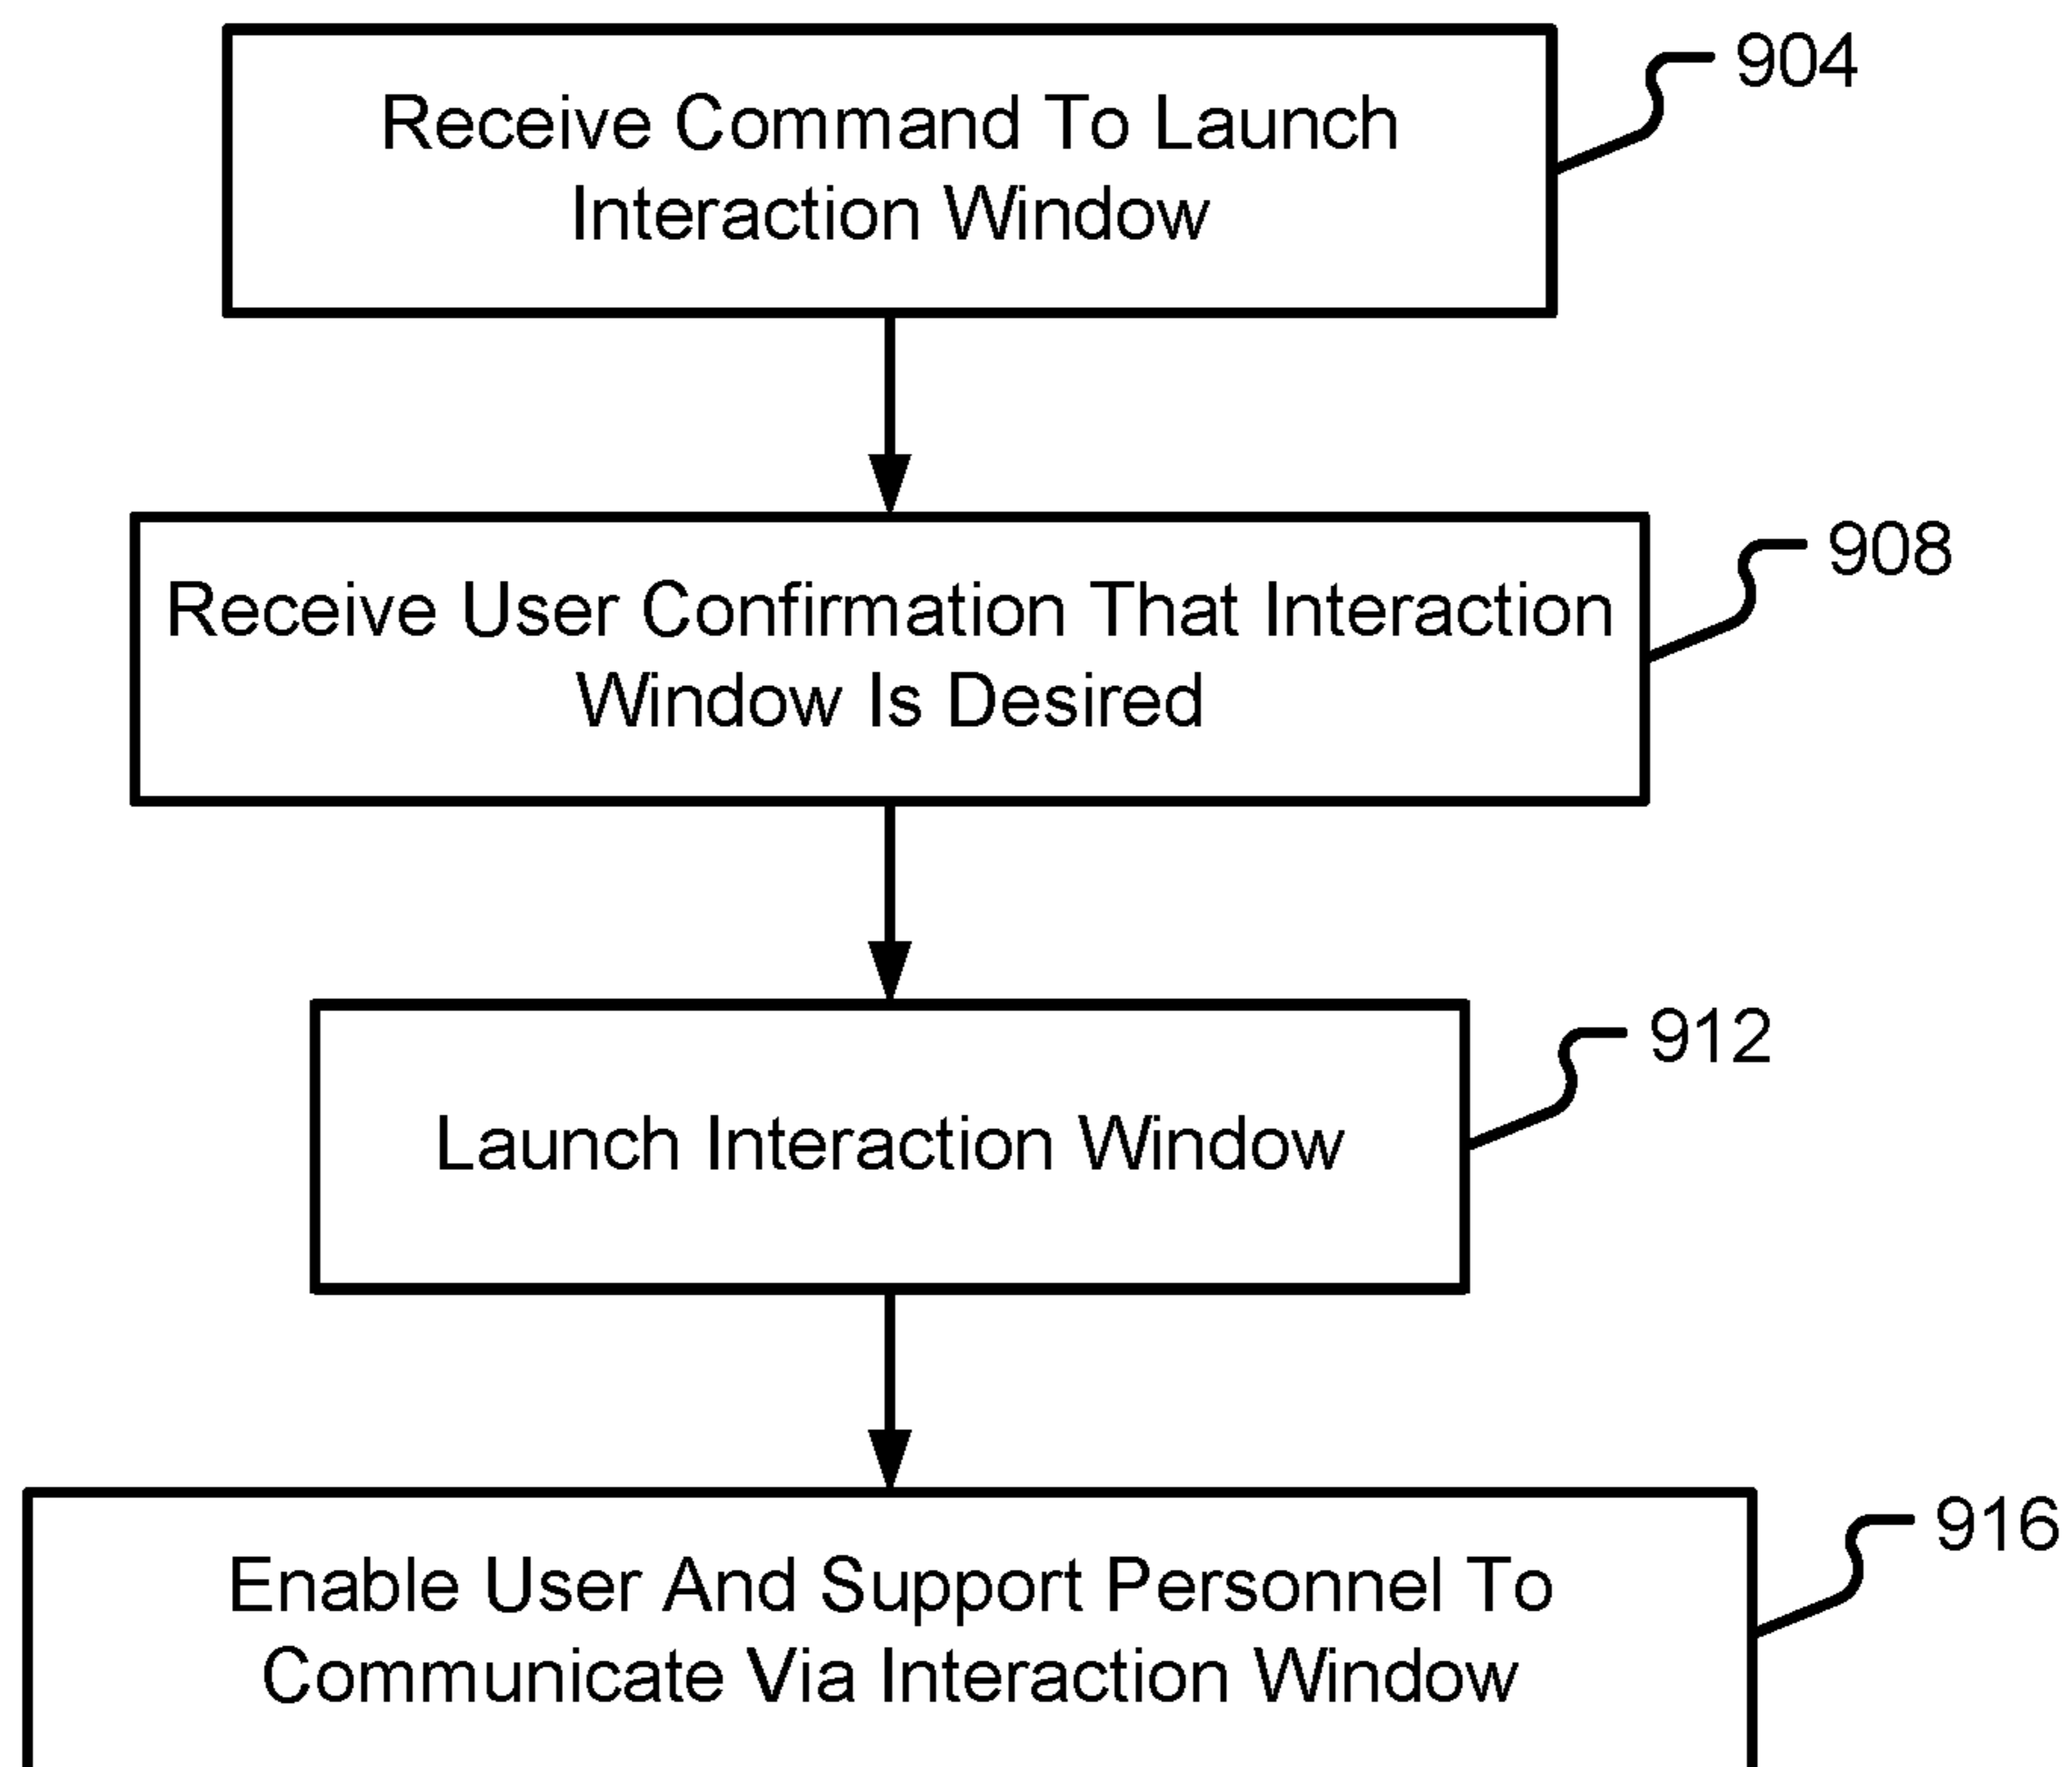 Receive Command To Launch
Interaction Window
904
Receive User Confirmation That Interaction
Window Is Desired
908
Launch Interaction Window
912
Enable User And Support Personnel To
Communicate Via Interaction Window
916